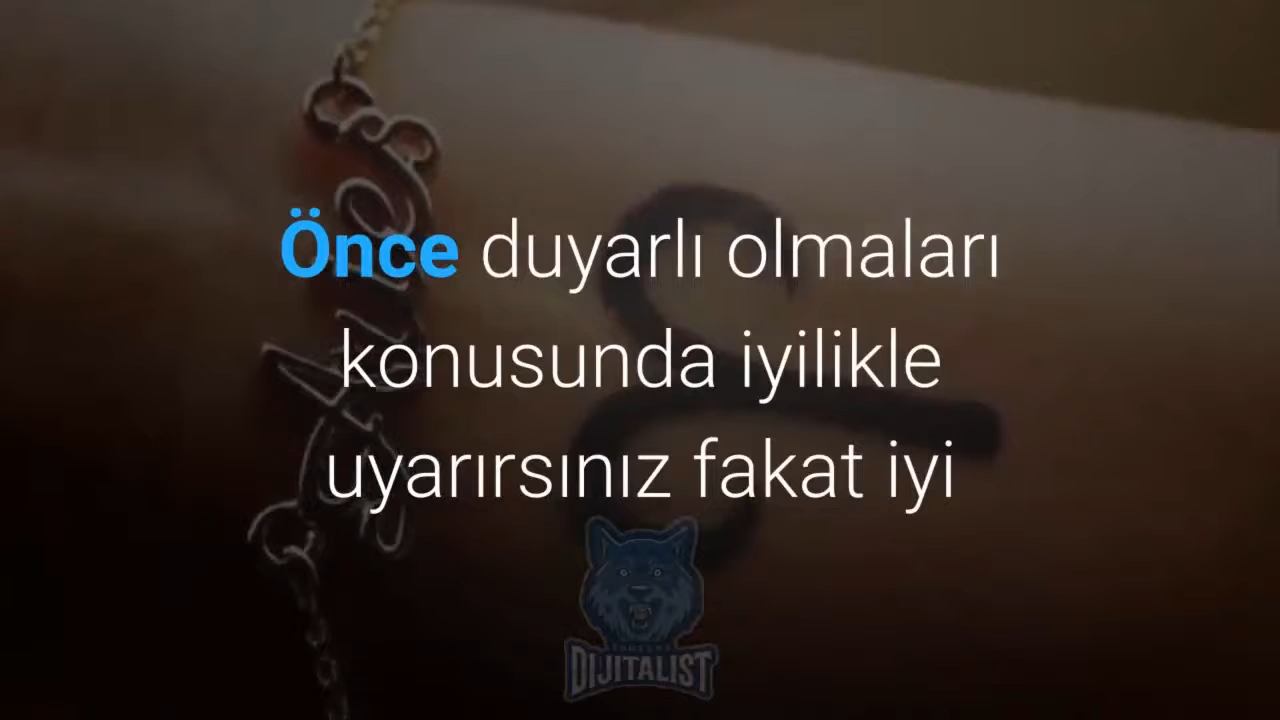 Önce duyarlı olmaları
konusunda iyilikle
uyarırsınız fakat iyi
DIJITALIST